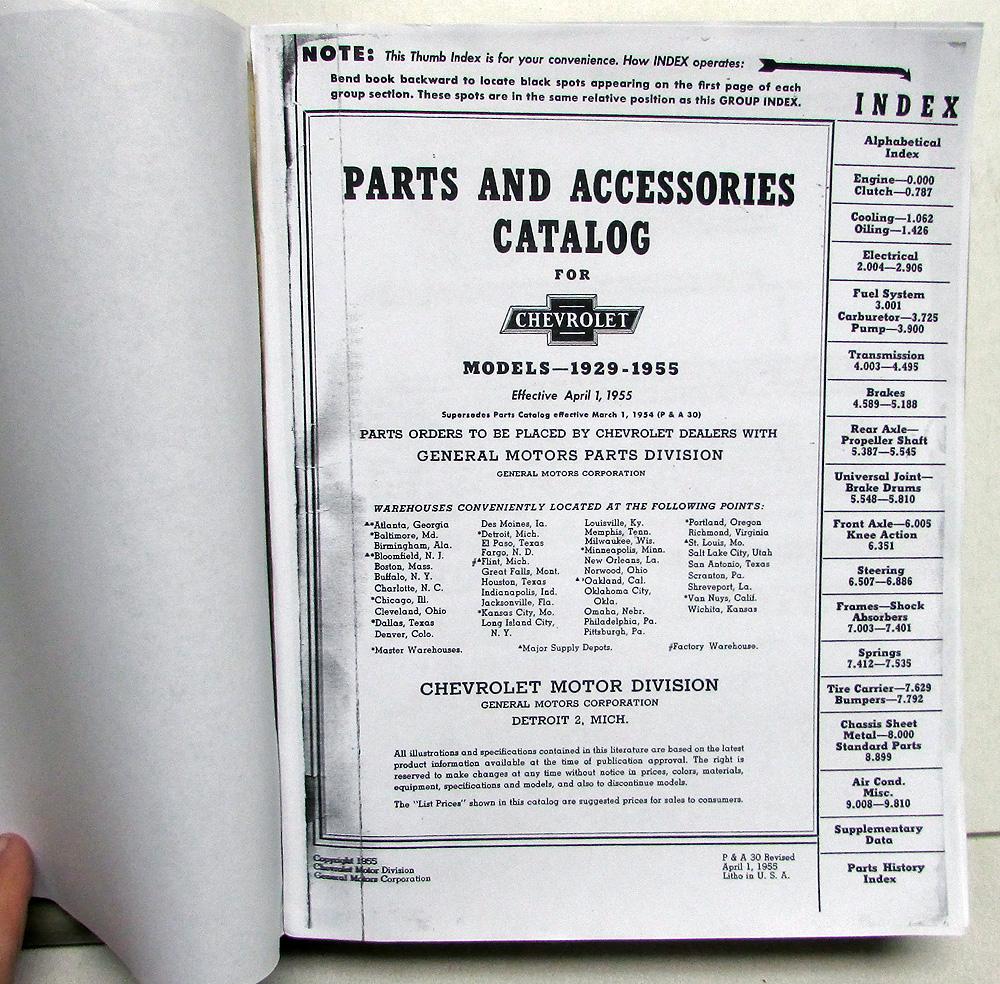 NOTE: This Thumb Index is for your convenience. How INDEX operates:
Bend book backward to locate black spots appearing on the first page of each
group section. These spots are in the same relative position as this GROUP INDEX.
INDEX
PARTS AND ACCESSORIES
CATALOG
FOR
CHEVROLET
MODELS—1929-1955
Effective April 1, 1955
Supersedes Parts Catalog effective March 1, 1954 (P & A 30)
PARTS ORDERS TO BE PLACED BY CHEVROLET DEALERS WITH
GENERAL MOTORS PARTS DIVISION
GENERAL MOTORS CORPORATION
WAREHOUSES CONVENIENTLY LOCATED AT THE FOLLOWING POINTS:
▲*Atlanta, Georgia
*Baltimore, Md.
Birmingham, Ala.
▲*Bloomfield, N. J.
Boston, Mass.
Buffalo, N. Y.
Charlotte, N. C.
*Chicago, Ill.
Cleveland, Ohio
*Dallas, Texas
Denver, Colo.
Des Moines, Ia.
*Detroit, Mich.
El Paso, Texas
Fargo, N. D.
#▲Flint, Mich.
Great Falls, Mont.
Houston, Texas
Indianapolis, Ind.
Jacksonville, Fla.
*Kansas City, Mo.
Long Island City,
N. Y.
Louisville, Ky.
Memphis, Tenn.
Milwaukee, Wis.
*Minneapolis, Minn.
New Orleans, La.
Norwood, Ohio
▲*Oakland, Cal.
Oklahoma City,
Okla.
Omaha, Nebr.
Philadelphia, Pa.
Pittsburgh, Pa.
*Portland, Oregon
Richmond, Virginia
▲St. Louis, Mo.
Salt Lake City, Utah
San Antonio, Texas
Scranton, Pa.
Shreveport, La.
*Van Nuys, Calif.
Wichita, Kansas
*Master Warehouses.
▲Major Supply Depots.
#Factory Warehouse.
CHEVROLET MOTOR DIVISION
GENERAL MOTORS CORPORATION
DETROIT 2, MICH.
All illustrations and specifications contained in this literature are based on the latest
product information available at the time of publication approval. The right is
reserved to make changes at any time without notice in prices, colors, materials,
equipment, specifications and models, and also to discontinue models.
The "List Prices" shown in this catalog are suggested prices for sales to consumers.
Copyright 1955
Chevrolet Motor Division
General Motors Corporation
P & A 30 Revised
April 1, 1955
Litho in U. S. A.
Alphabetical
Index
Engine—0.000
Clutch—0.787
Cooling—1.062
Oiling—1.426
Electrical
2.004—2.906
Fuel System
3.001
Carburetor—3.725
Pump—3.900
Transmission
4.003—4.495
Brakes
4.589—5.188
Rear Axle—
Propeller Shaft
5.387—5.545
Universal Joint—
Brake Drums
5.548—5.810
Front Axle—6.005
Knee Action
6.351
Steering
6.507—6.886
Frames—Shock
Absorbers
7.003—7.401
Springs
7.412—7.535
Tire Carrier—7.629
Bumpers—7.792
Chassis Sheet
Metal—8.000
Standard Parts
8.899
Air Cond.
Misc.
9.008—9.810
Supplementary
Data
Parts History
Index